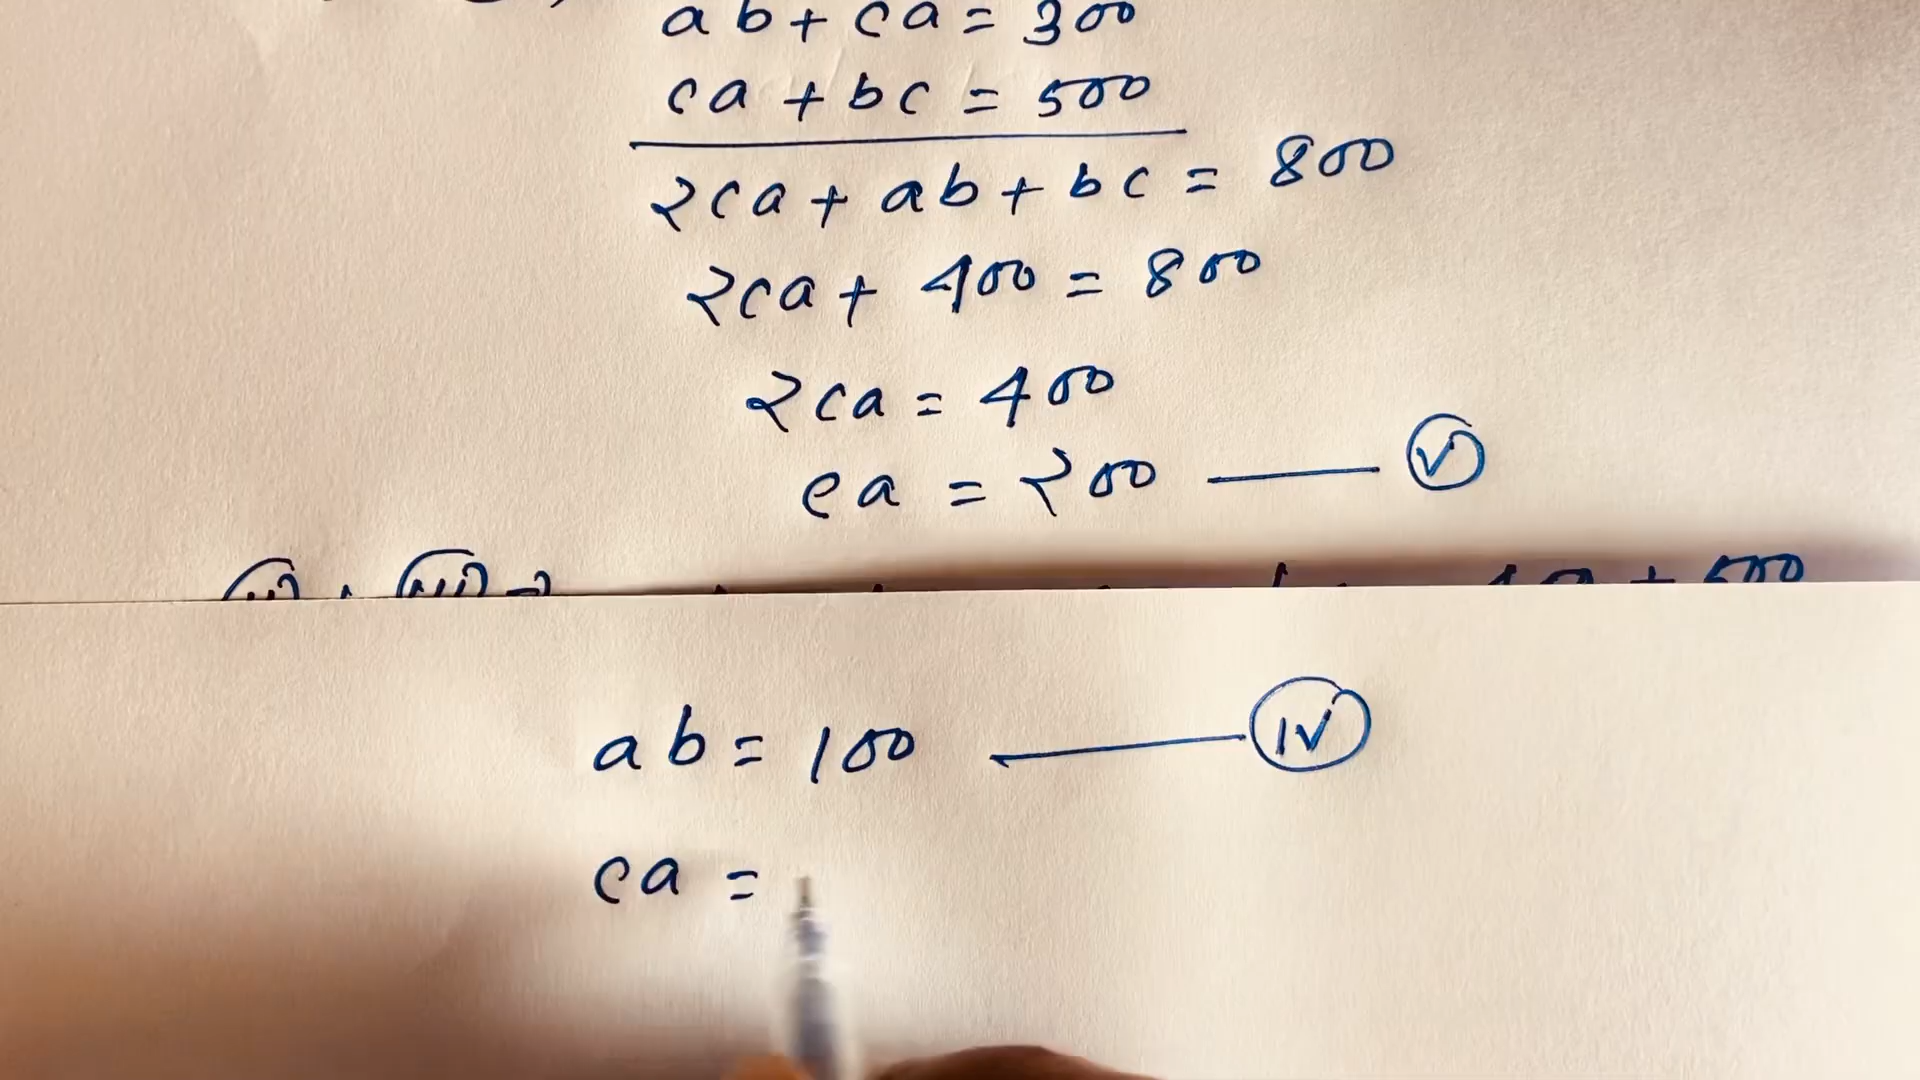 ab + ca = 300
ca + bc = 500
2ca + ab + bc = 800
2ca + 400 = 800
2ca = 400
ca = 200 — (V)
ab = 100 — (IV)
ca =